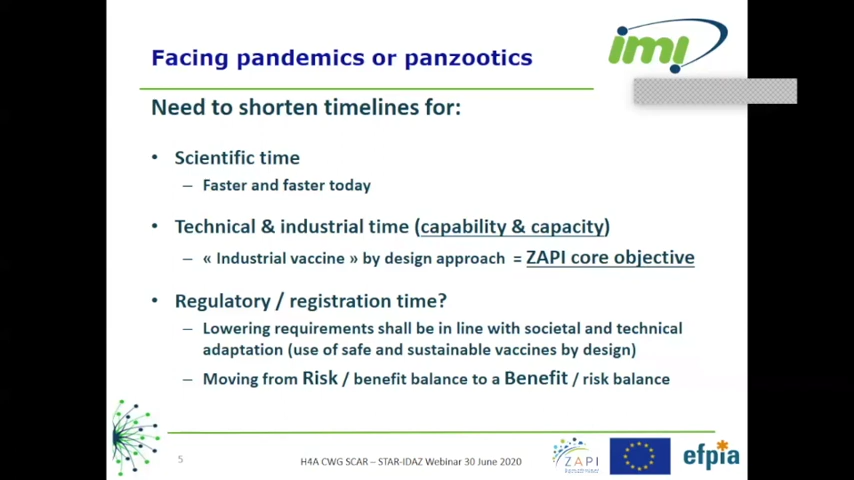 Facing pandemics or panzootics
imi
Need to shorten timelines for:
• Scientific time
– Faster and faster today
• Technical & industrial time (capability & capacity)
– « Industrial vaccine » by design approach = ZAPI core objective
• Regulatory / registration time?
– Lowering requirements shall be in line with societal and technical
adaptation (use of safe and sustainable vaccines by design)
– Moving from Risk / benefit balance to a Benefit / risk balance
5
H4A CWG SCAR – STAR-IDAZ Webinar 30 June 2020
ZAPI
efpia